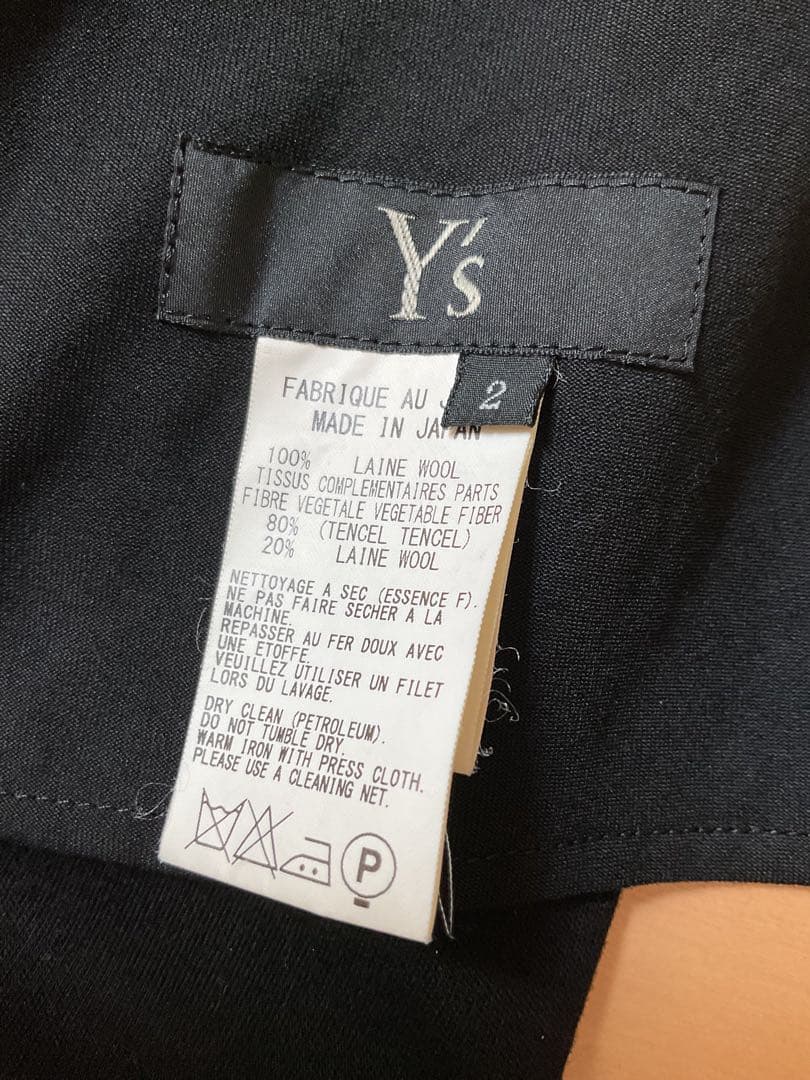 Y's
2
FABRIQUE AU J
MADE IN JAPAN
100% LAINE WOOL
TISSUS COMPLEMENTAIRES PARTS
FIBRE VEGETALE VEGETABLE FIBER
80% (TENCEL TENCEL)
20% LAINE WOOL
NETTOYAGE A SEC (ESSENCE F).
NE PAS FAIRE SECHER A LA
MACHINE.
REPASSER AU FER DOUX AVEC
UNE ETOFFE.
VEUILLEZ UTILISER UN FILET
LORS DU LAVAGE.
DRY CLEAN (PETROLEUM).
DO NOT TUMBLE DRY.
WARM IRON WITH PRESS CLOTH.
PLEASE USE A CLEANING NET.
P